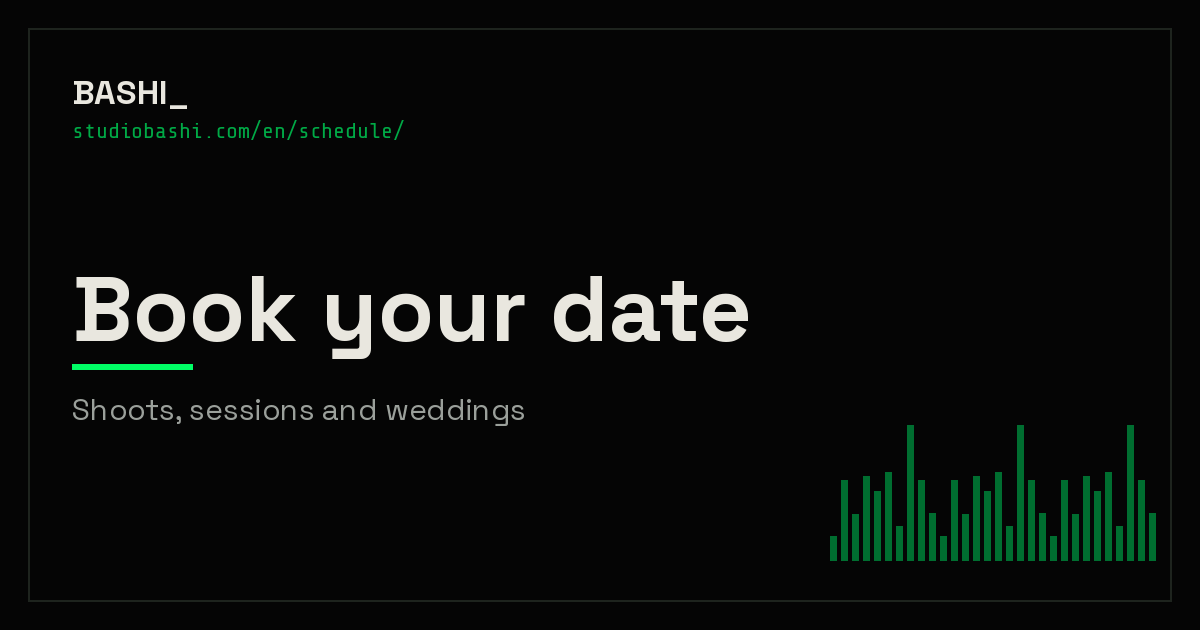 BASHI_
studiobashi.com/en/schedule/
Book your date
Shoots, sessions and weddings